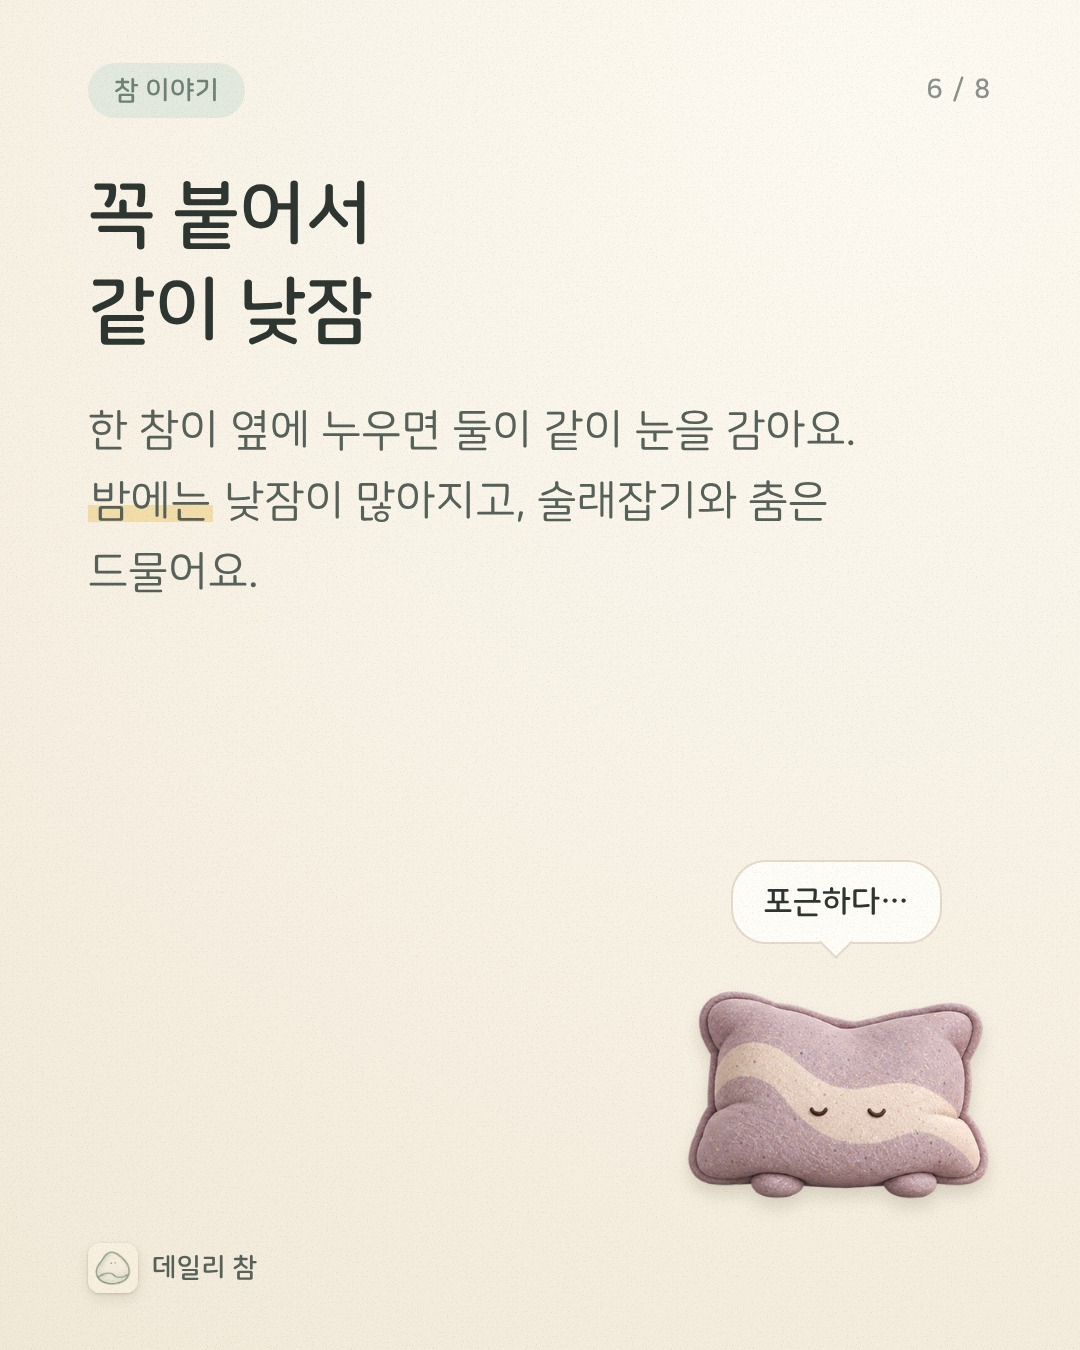 참 이야기
6 / 8
꼭 붙어서
같이 낮잠
한 참이 옆에 누우면 둘이 같이 눈을 감아요.
밤에는 낮잠이 많아지고, 술래잡기와 춤은
드물어요.
포근하다…
데일리 참